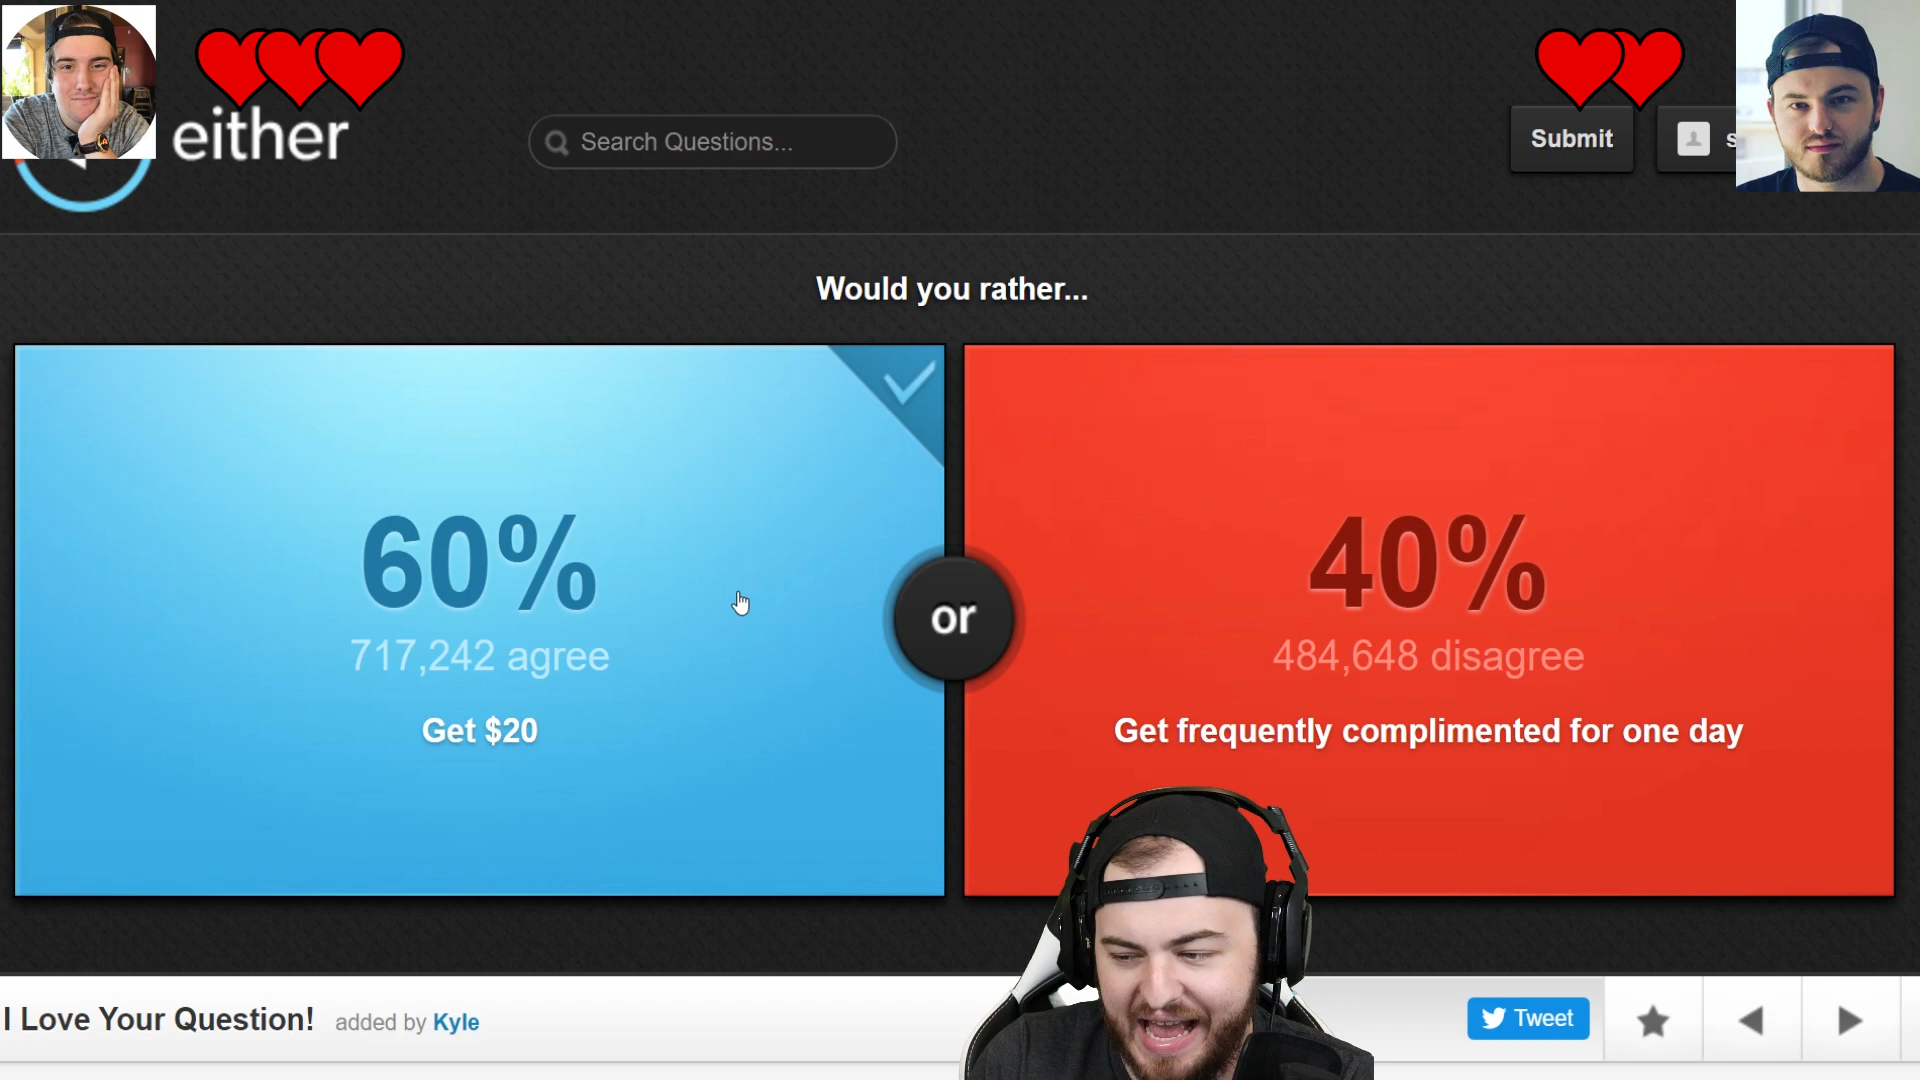 either
Search Questions...
Submit
Would you rather...
60%
717,242 agree
Get $20
or
40%
484,648 disagree
Get frequently complimented for one day
I Love Your Question! added by Kyle
Tweet